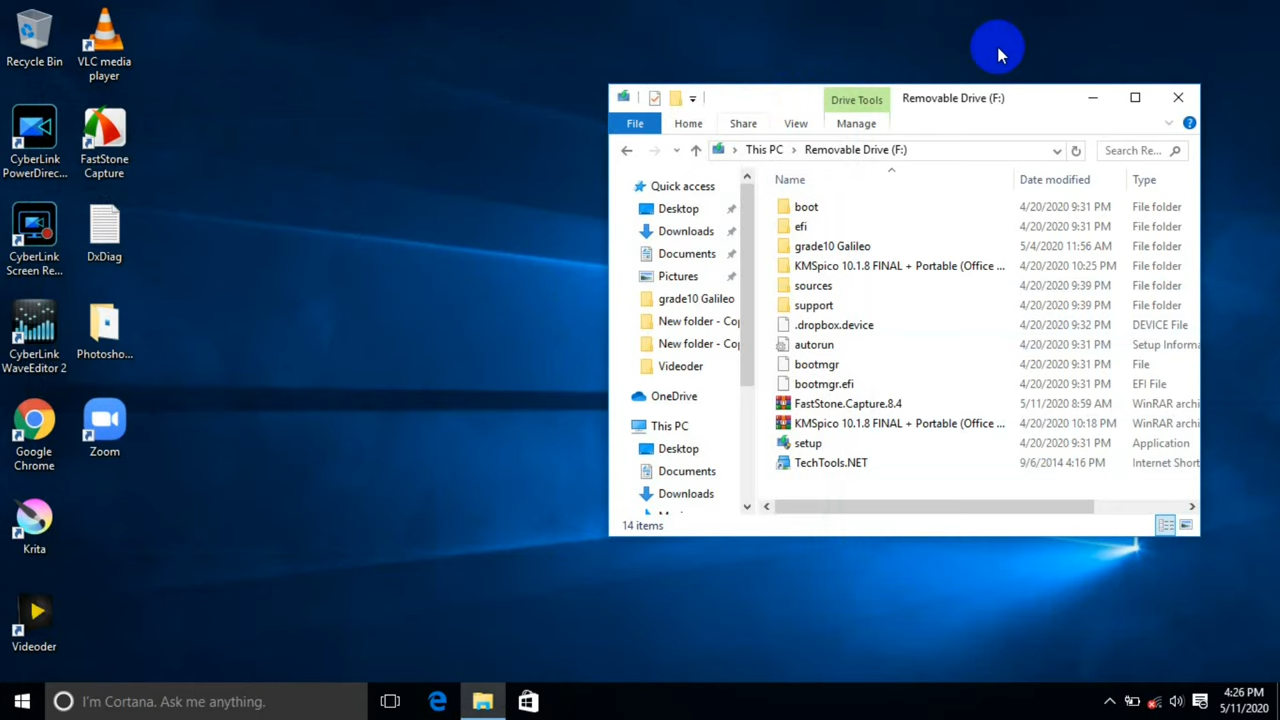 Recycle Bin
VLC media
player
CyberLink
PowerDirec...
FastStone
Capture
CyberLink
Screen Re...
DxDiag
CyberLink
WaveEditor 2
Photosho...
Google
Chrome
Zoom
Krita
Videoder
Drive Tools
Removable Drive (F:)
File
Home
Share
View
Manage
This PC
Removable Drive (F:)
Search Re...
Quick access
Desktop
Downloads
Documents
Pictures
grade10 Galileo
New folder - Cop
New folder - Cop
Videoder
OneDrive
This PC
Desktop
Documents
Downloads
Name Date modified Type
boot 4/20/2020 9:31 PM File folder
efi 4/20/2020 9:31 PM File folder
grade10 Galileo 5/4/2020 11:56 AM File folder
KMSpico 10.1.8 FINAL + Portable (Office ... 4/20/2020 10:25 PM File folder
sources 4/20/2020 9:39 PM File folder
support 4/20/2020 9:39 PM File folder
.dropbox.device 4/20/2020 9:32 PM DEVICE File
autorun 4/20/2020 9:31 PM Setup Informa
bootmgr 4/20/2020 9:31 PM File
bootmgr.efi 4/20/2020 9:31 PM EFI File
FastStone.Capture.8.4 5/11/2020 8:59 AM WinRAR archi
KMSpico 10.1.8 FINAL + Portable (Office ... 4/20/2020 10:18 PM WinRAR archi
setup 4/20/2020 9:31 PM Application
TechTools.NET 9/6/2014 4:16 PM Internet Short
14 items
I'm Cortana. Ask me anything.
4:26 PM
5/11/2020